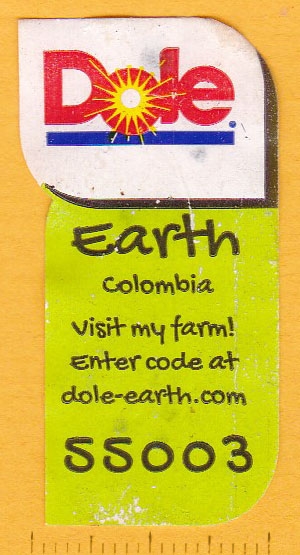 Dole
Earth
Colombia
Visit my farm!
Enter code at
dole-earth.com
55003